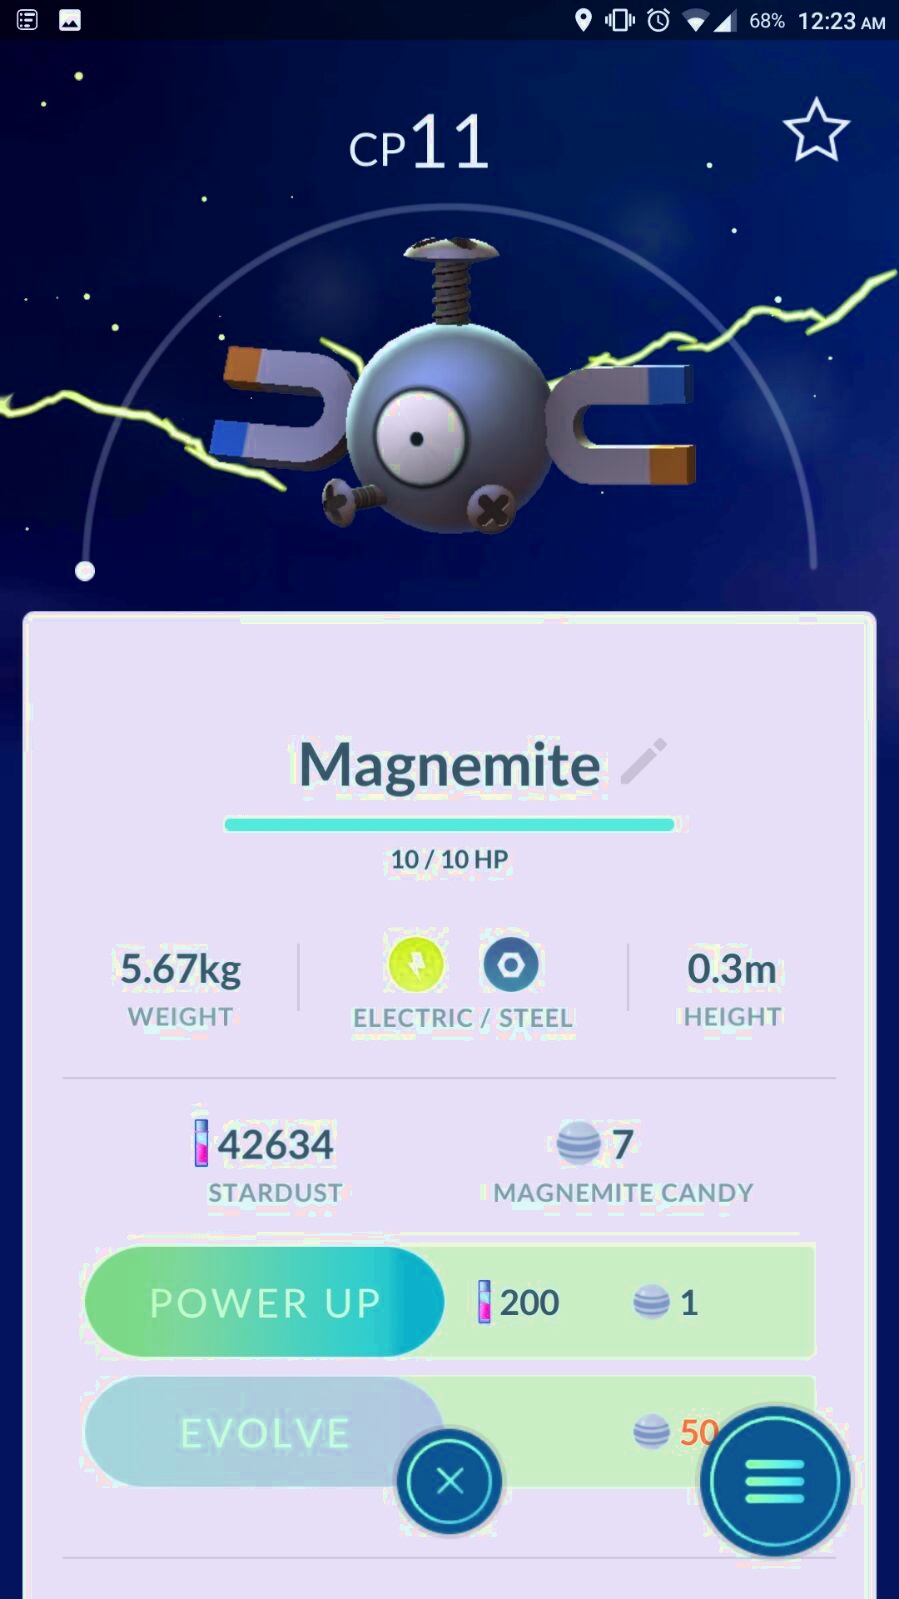 68% 12:23 AM
CP11
Magnemite
10 / 10 HP
5.67kg
WEIGHT
ELECTRIC / STEEL
0.3m
HEIGHT
42634
STARDUST
7
MAGNEMITE CANDY
POWER UP 200 1
EVOLVE 50